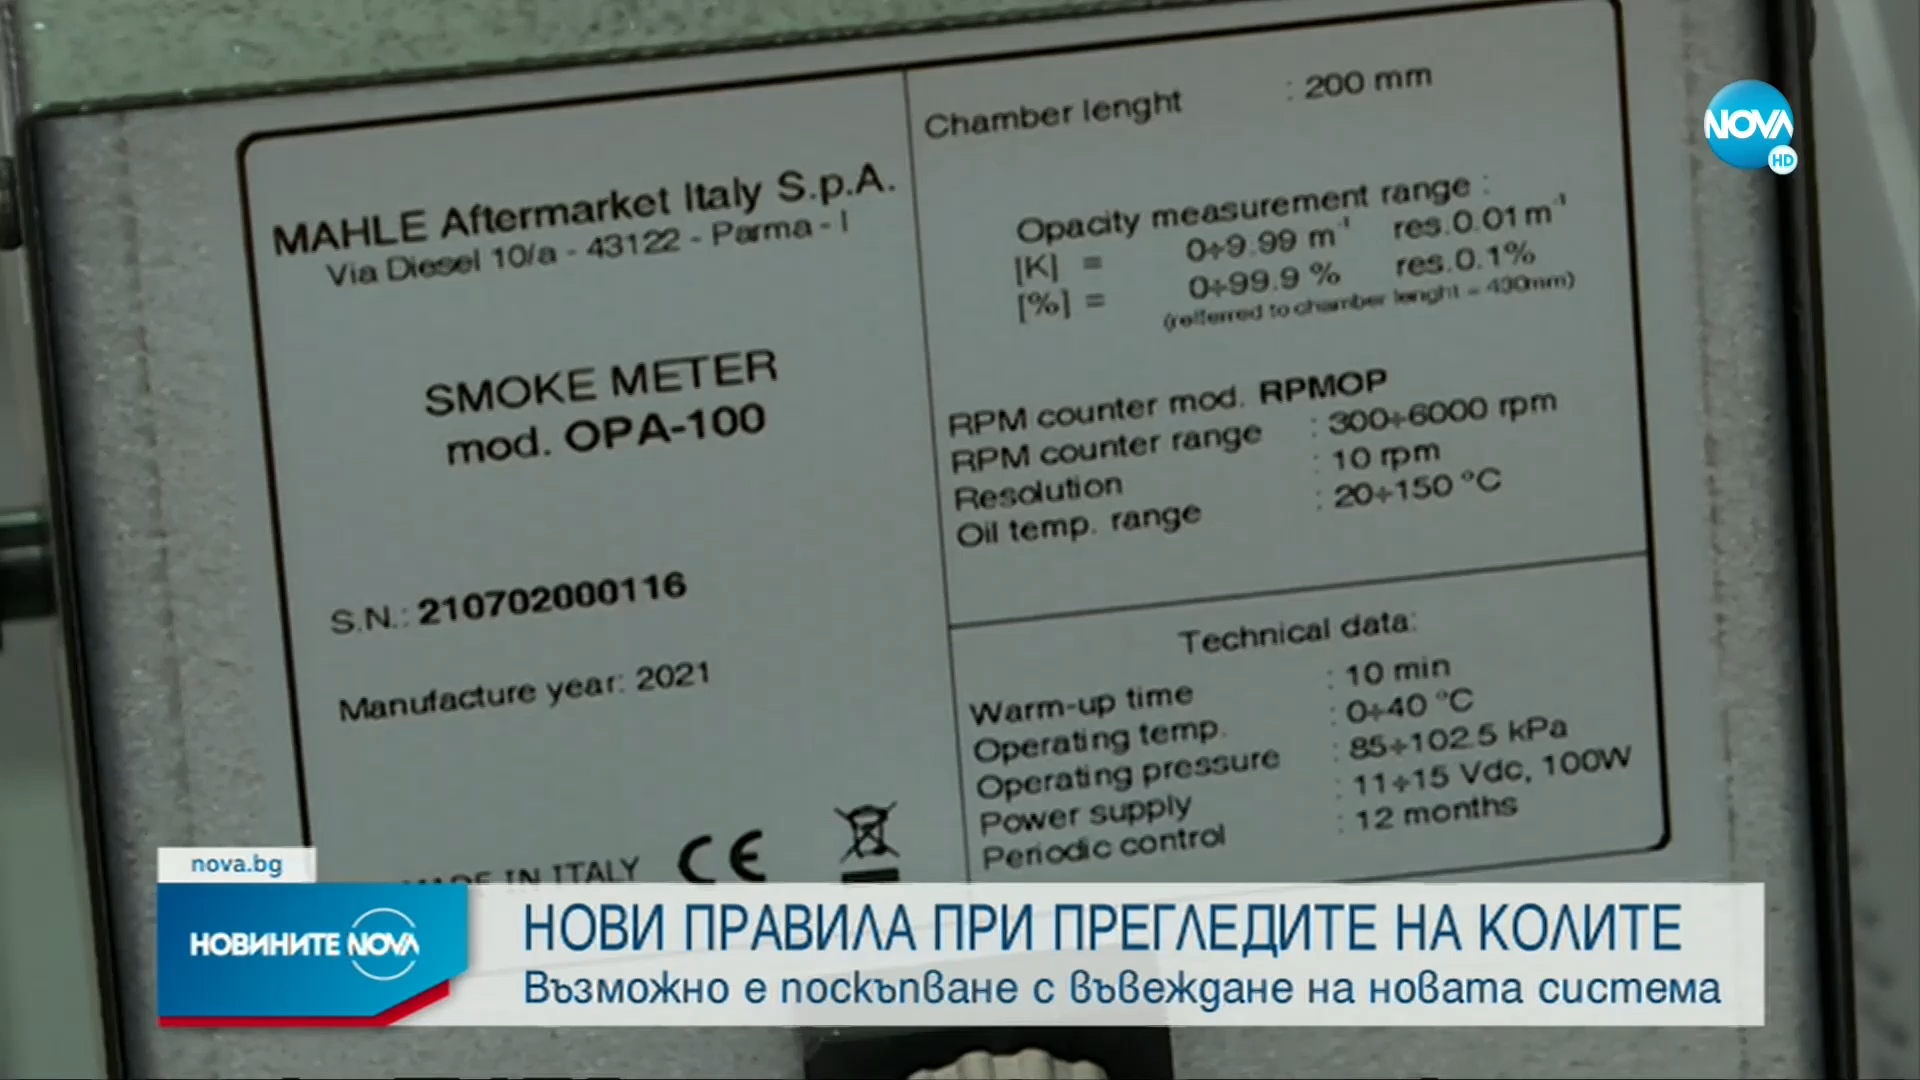 MAHLE Aftermarket Italy S.p.A.
Via Diesel 10/a - 43122 - Parma - I
SMOKE METER
mod. OPA-100
S.N.: 210702000116
Manufacture year: 2021
MADE IN ITALY CE
Chamber lenght : 200 mm
Opacity measurement range :
[K] = 0÷9.99 m⁻¹ res.0.01 m⁻¹
[%] = 0÷99.9 % res.0.1%
(refferred to chamber lenght = 430mm)
RPM counter mod. RPMOP
RPM counter range : 300÷6000 rpm
Resolution : 10 rpm
Oil temp. range : 20÷150 °C
Technical data:
Warm-up time : 10 min
Operating temp. : 0÷40 °C
Operating pressure : 85÷102.5 kPa
Power supply : 11÷15 Vdc, 100W
Periodic control : 12 months
NOVA HD
nova.bg
НОВИНИТЕ NOVA
НОВИ ПРАВИЛА ПРИ ПРЕГЛЕДИТЕ НА КОЛИТЕ
Възможно е поскъпване с въвеждане на новата система